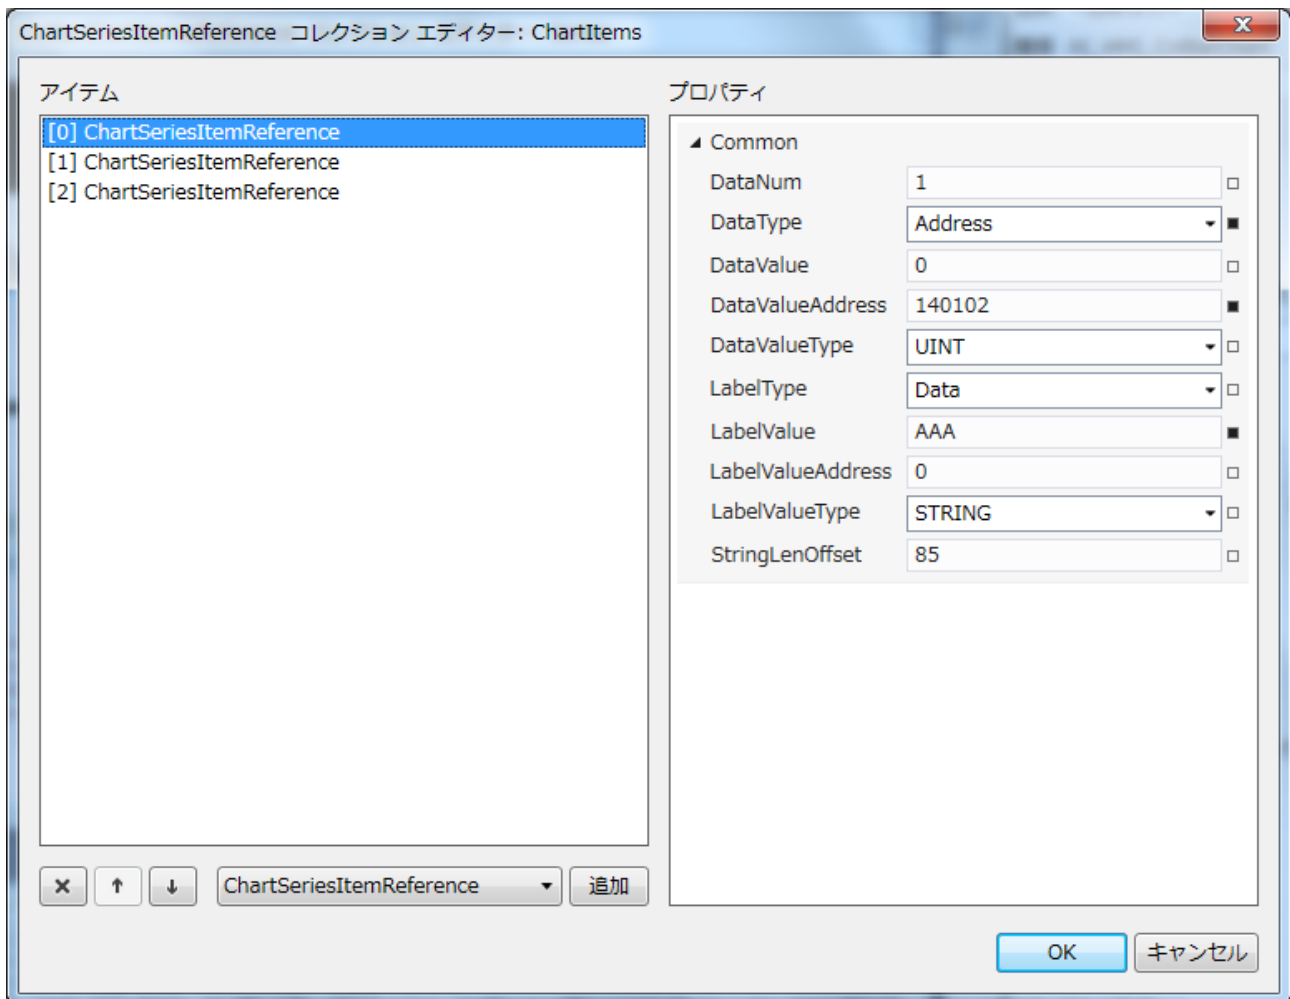 ChartSeriesItemReference コレクション エディター: ChartItems
アイテム
[0] ChartSeriesItemReference
[1] ChartSeriesItemReference
[2] ChartSeriesItemReference
ChartSeriesItemReference 追加
プロパティ
Common
DataNum 1
DataType Address
DataValue 0
DataValueAddress 140102
DataValueType UINT
LabelType Data
LabelValue AAA
LabelValueAddress 0
LabelValueType STRING
StringLenOffset 85
OK キャンセル